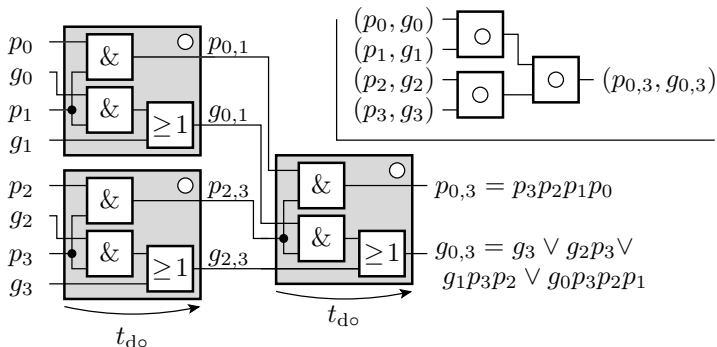 p₀
g₀
p₁
g₁
&
&
≥1
p₀,₁
g₀,₁
p₂
g₂
p₃
g₃
&
&
≥1
p₂,₃
g₂,₃
t_d○
&
&
≥1
t_d○
(p₀, g₀)
(p₁, g₁)
(p₂, g₂)
(p₃, g₃)
(p₀,₃, g₀,₃)
p₀,₃ = p₃p₂p₁p₀
g₀,₃ = g₃ ∨ g₂p₃∨
g₁p₃p₂ ∨ g₀p₃p₂p₁